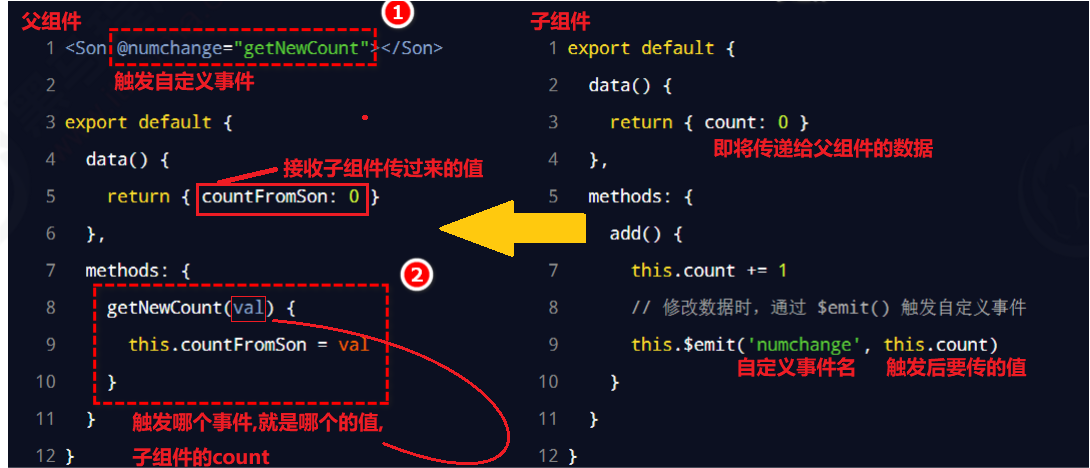 父组件
1
1 <Son @numchange="getNewCount"></Son>
触发自定义事件
2
3 export default {
4 data() {
接收子组件传过来的值
5 return { countFromSon: 0 }
6 },
7 methods: {
2
8 getNewCount(val) {
9 this.countFromSon = val
10 }
11 }
触发哪个事件,就是哪个的值,
子组件的count
12 }
子组件
1 export default {
2 data() {
3 return { count: 0 }
即将传递给父组件的数据
4 },
5 methods: {
6 add() {
7 this.count += 1
8 // 修改数据时，通过 $emit() 触发自定义事件
9 this.$emit('numchange', this.count)
自定义事件名 触发后要传的值
10 }
11 }
12 }